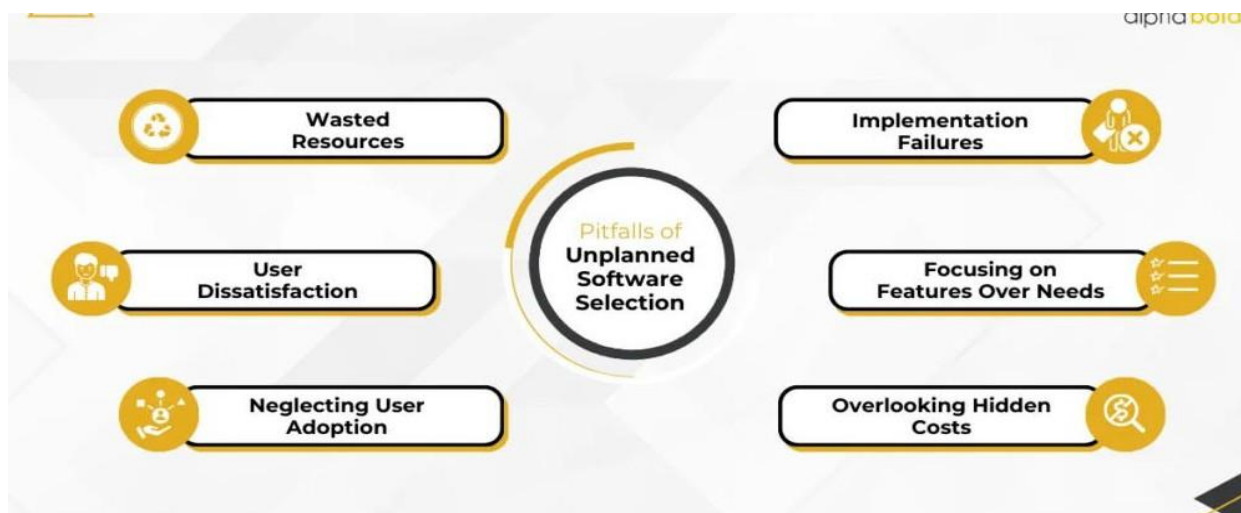 alphabold
Wasted
Resources
Implementation
Failures
Pitfalls of
Unplanned
Software
Selection
User
Dissatisfaction
Focusing on
Features Over Needs
Neglecting User
Adoption
Overlooking Hidden
Costs